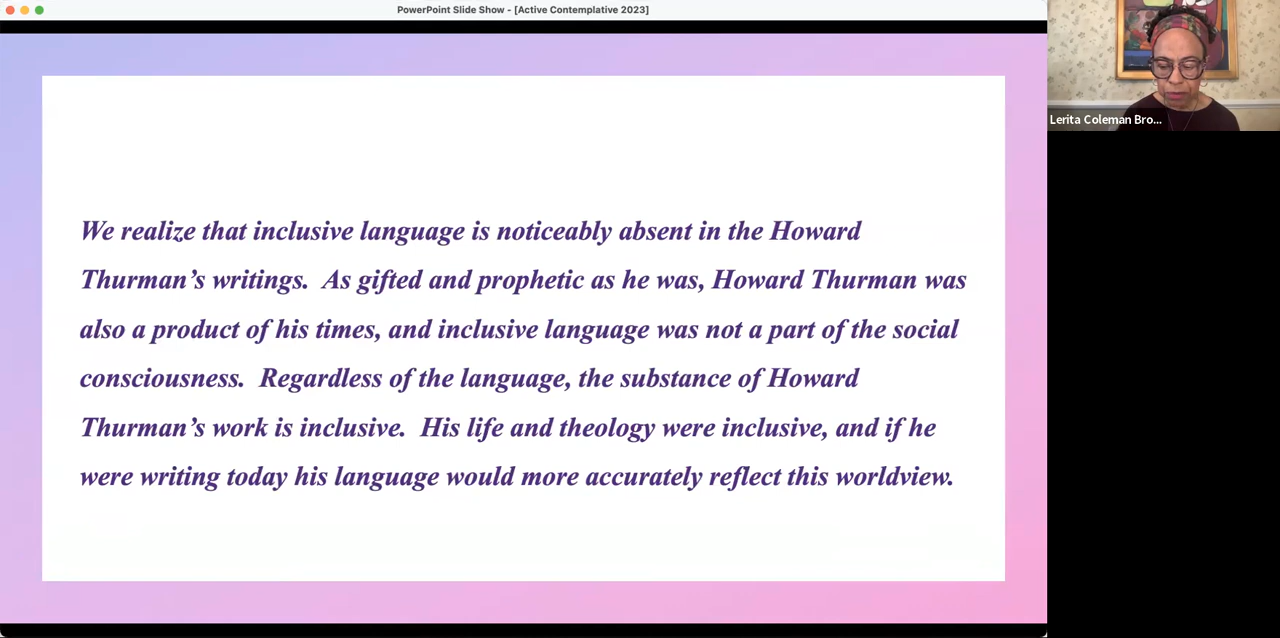 PowerPoint Slide Show - [Active Contemplative 2023]
Lerita Coleman Bro...
We realize that inclusive language is noticeably absent in the Howard
Thurman’s writings.  As gifted and prophetic as he was, Howard Thurman was
also a product of his times, and inclusive language was not a part of the social
consciousness.  Regardless of the language, the substance of Howard
Thurman’s work is inclusive.  His life and theology were inclusive, and if he
were writing today his language would more accurately reflect this worldview.